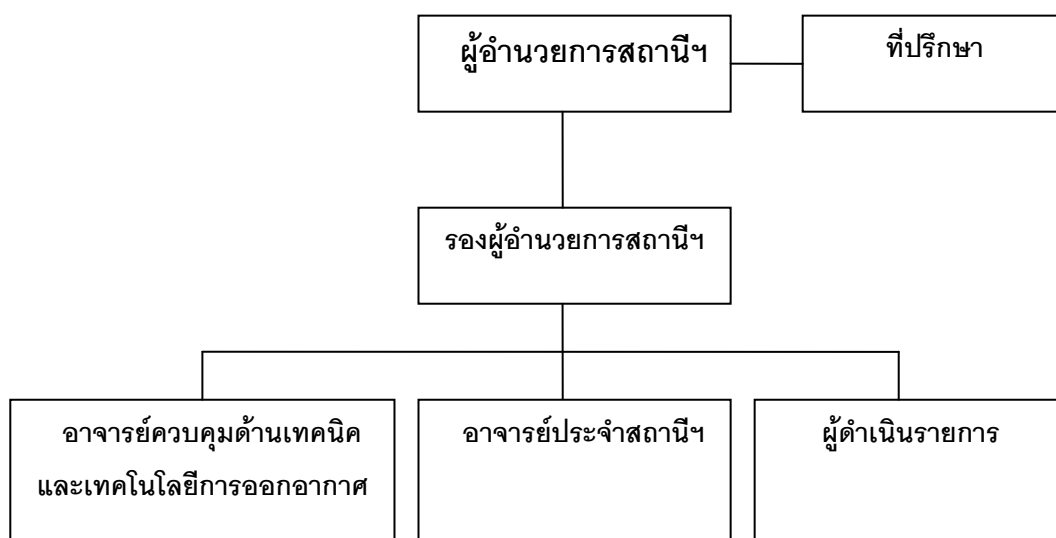 ผู้อำนวยการสถานีฯ
ที่ปรึกษา
รองผู้อำนวยการสถานีฯ
อาจารย์ควบคุมด้านเทคนิค
และเทคโนโลยีการออกอากาศ
อาจารย์ประจำสถานีฯ
ผู้ดำเนินรายการ